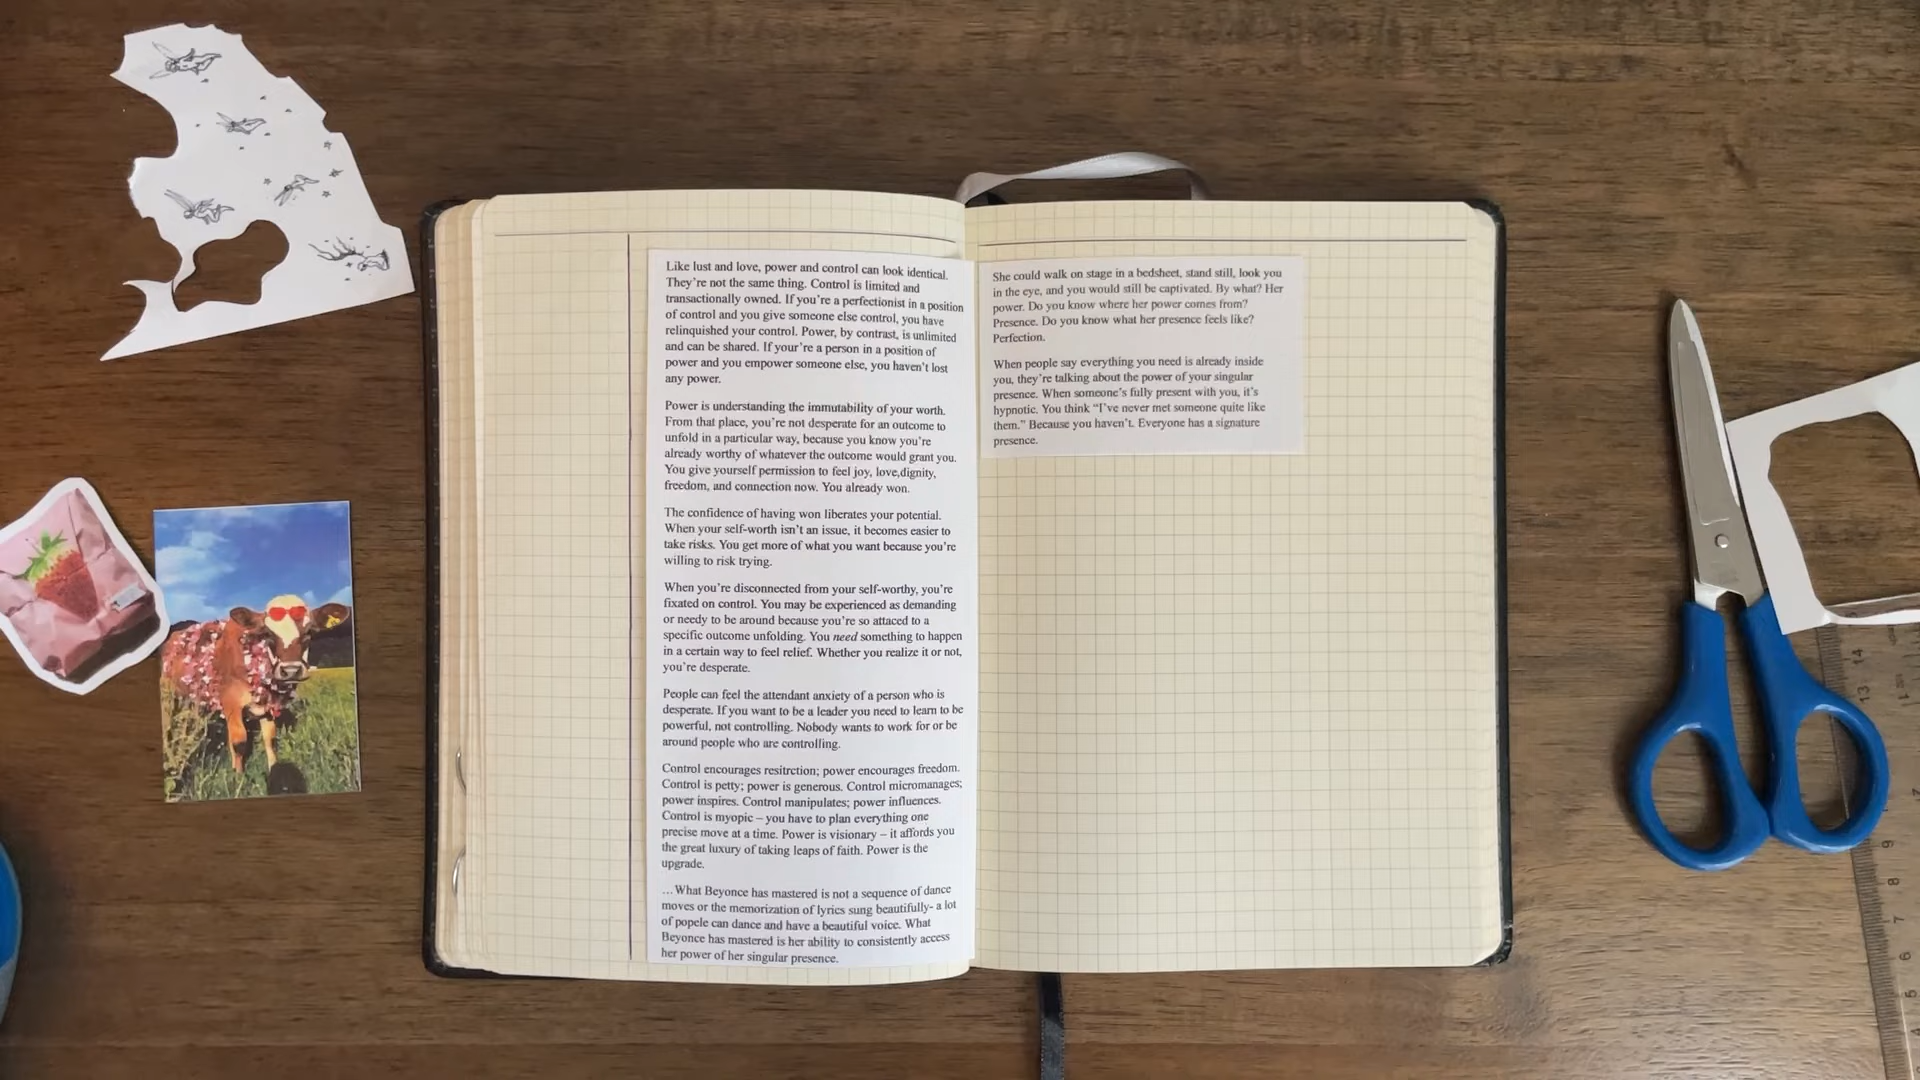 Like lust and love, power and control can look identical.
They're not the same thing. Control is limited and
transactionally owned. If you're a perfectionist in a position
of control and you give someone else control, you have
relinquished your control. Power, by contrast, is unlimited
and can be shared. If your're a person in a position of
power and you empower someone else, you haven't lost
any power.
Power is understanding the immutability of your worth.
From that place, you're not desperate for an outcome to
unfold in a particular way, because you know you're
already worthy of whatever the outcome would grant you.
You give yourself permission to feel joy, love,dignity,
freedom, and connection now. You already won.
The confidence of having won liberates your potential.
When your self-worth isn't an issue, it becomes easier to
take risks. You get more of what you want because you're
willing to risk trying.
When you're disconnected from your self-worthy, you're
fixated on control. You may be experienced as demanding
or needy to be around because you're so attaced to a
specific outcome unfolding. You need something to happen
in a certain way to feel relief. Whether you realize it or not,
you're desperate.
People can feel the attendant anxiety of a person who is
desperate. If you want to be a leader you need to learn to be
powerful, not controlling. Nobody wants to work for or be
around people who are controlling.
Control encourages resitrction; power encourages freedom.
Control is petty; power is generous. Control micromanages;
power inspires. Control manipulates; power influences.
Control is myopic – you have to plan everything one
precise move at a time. Power is visionary – it affords you
the great luxury of taking leaps of faith. Power is the
upgrade.
…What Beyonce has mastered is not a sequence of dance
moves or the memorization of lyrics sung beautifully- a lot
of popele can dance and have a beautiful voice. What
Beyonce has mastered is her ability to consistently access
her power of her singular presence.
She could walk on stage in a bedsheet, stand still, look you
in the eye, and you would still be captivated. By what? Her
power. Do you know where her power comes from?
Presence. Do you know what her presence feels like?
Perfection.
When people say everything you need is already inside
you, they're talking about the power of your singular
presence. When someone's fully present with you, it's
hypnotic. You think “I've never met someone quite like
them.” Because you haven't. Everyone has a signature
presence.
14
13
9
8
7
6
5